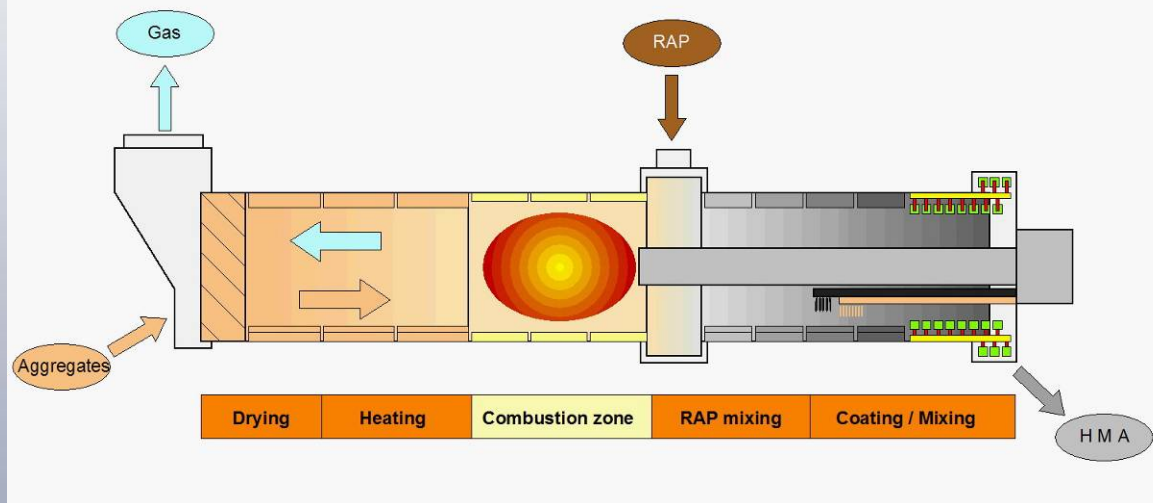 Gas
RAP
Aggregates
Drying
Heating
Combustion zone
RAP mixing
Coating / Mixing
H M A